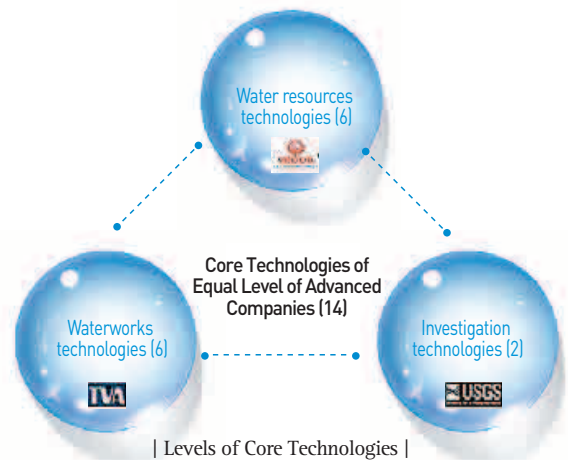 Water resources
technologies (6)
Core Technologies of
Equal Level of Advanced
Companies (14)
Waterworks
technologies (6)
TVA
Investigation
technologies (2)
USGS
| Levels of Core Technologies |